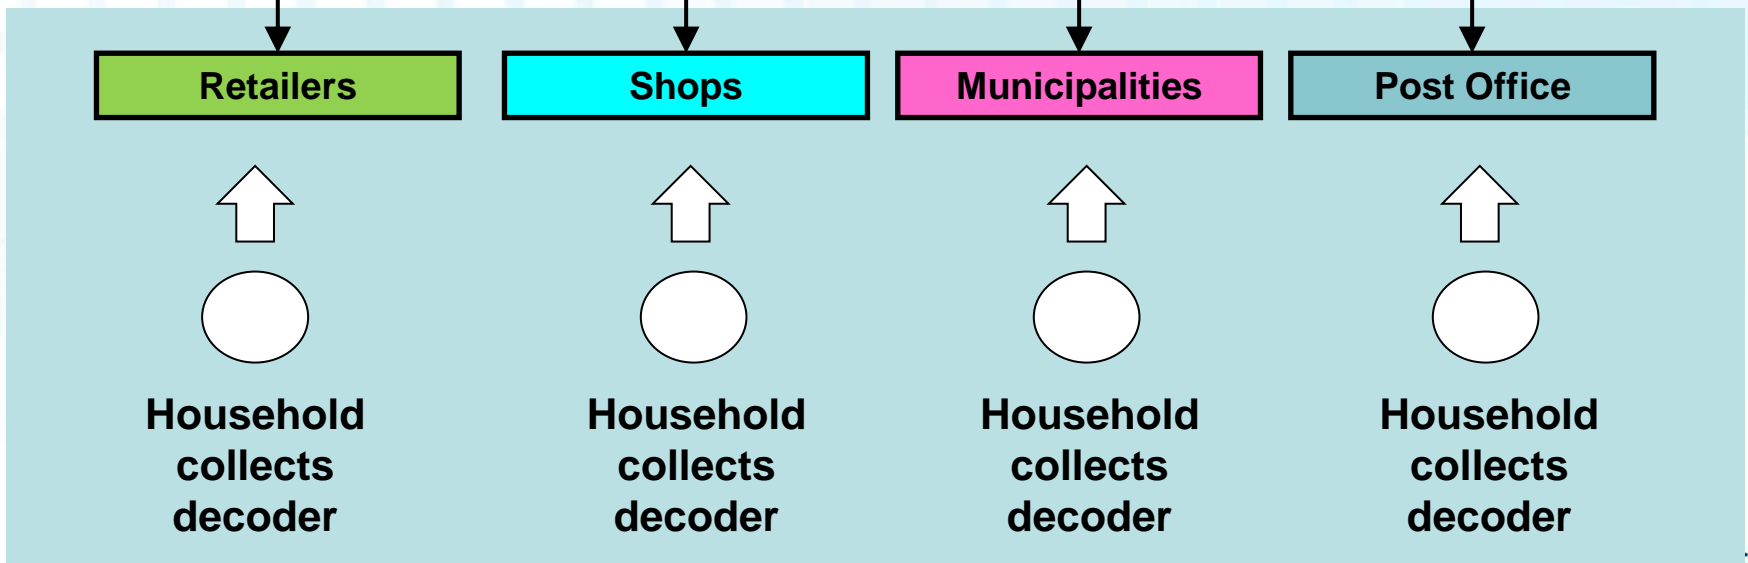 Retailers
Shops
Municipalities
Post Office
Household
collects
decoder
Household
collects
decoder
Household
collects
decoder
Household
collects
decoder